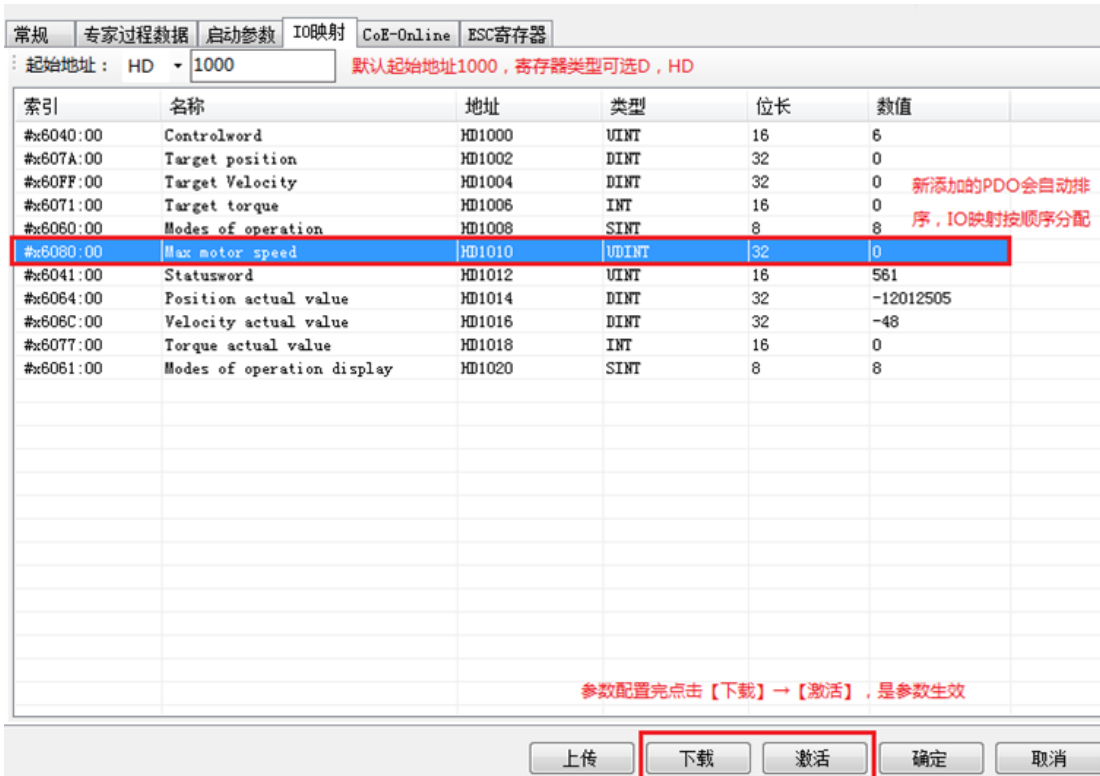 常规 专家过程数据 启动参数 IO映射 CoE-Online ESC寄存器
起始地址： HD 1000 默认起始地址1000，寄存器类型可选D，HD
索引 名称 地址 类型 位长 数值
#x6040:00 Controlword HD1000 UINT 16 6
#x607A:00 Target position HD1002 DINT 32 0
#x60FF:00 Target Velocity HD1004 DINT 32 0
新添加的PDO会自动排
#x6071:00 Target torque HD1006 INT 16 0
序，IO映射按顺序分配
#x6060:00 Modes of operation HD1008 SINT 8 8
#x6080:00 Max motor speed HD1010 UDINT 32 0
#x6041:00 Statusword HD1012 UINT 16 561
#x6064:00 Position actual value HD1014 DINT 32 -12012505
#x606C:00 Velocity actual value HD1016 DINT 32 -48
#x6077:00 Torque actual value HD1018 INT 16 0
#x6061:00 Modes of operation display HD1020 SINT 8 8
参数配置完点击【下载】→【激活】，是参数生效
上传 下载 激活 确定 取消